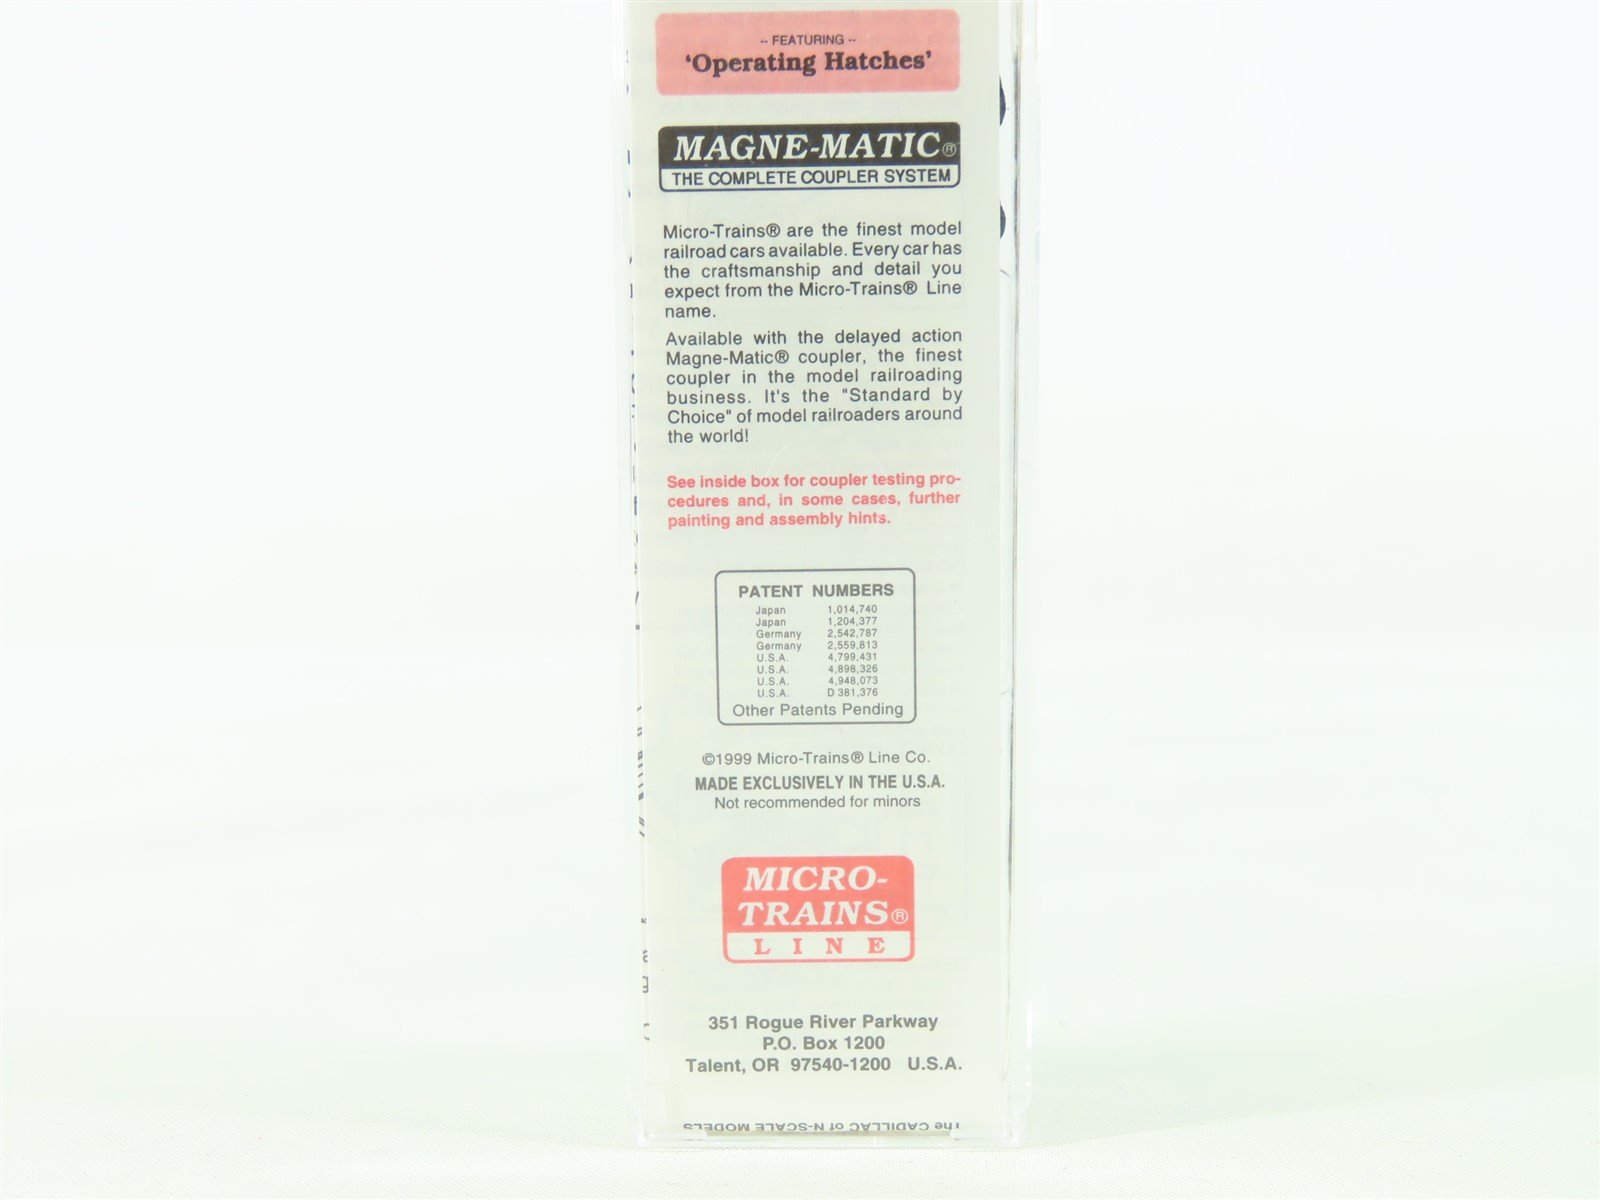 -- FEATURING --
'Operating Hatches'
MAGNE-MATIC®
THE COMPLETE COUPLER SYSTEM
Micro-Trains® are the finest model
railroad cars available. Every car has
the craftsmanship and detail you
expect from the Micro-Trains® Line
name.
Available with the delayed action
Magne-Matic® coupler, the finest
coupler in the model railroading
business. It's the "Standard by
Choice" of model railroaders around
the world!
See inside box for coupler testing pro-
cedures and, in some cases, further
painting and assembly hints.
PATENT NUMBERS
Japan 1,014,740
Japan 1,204,377
Germany 2,542,787
Germany 2,559,813
U.S.A. 4,799,431
U.S.A. 4,898,326
U.S.A. 4,948,073
U.S.A. D 381,376
Other Patents Pending
©1999 Micro-Trains® Line Co.
MADE EXCLUSIVELY IN THE U.S.A.
Not recommended for minors
MICRO-
TRAINS®
LINE
351 Rogue River Parkway
P.O. Box 1200
Talent, OR 97540-1200 U.S.A.
The CADILLAC of N-SCALE MODELS